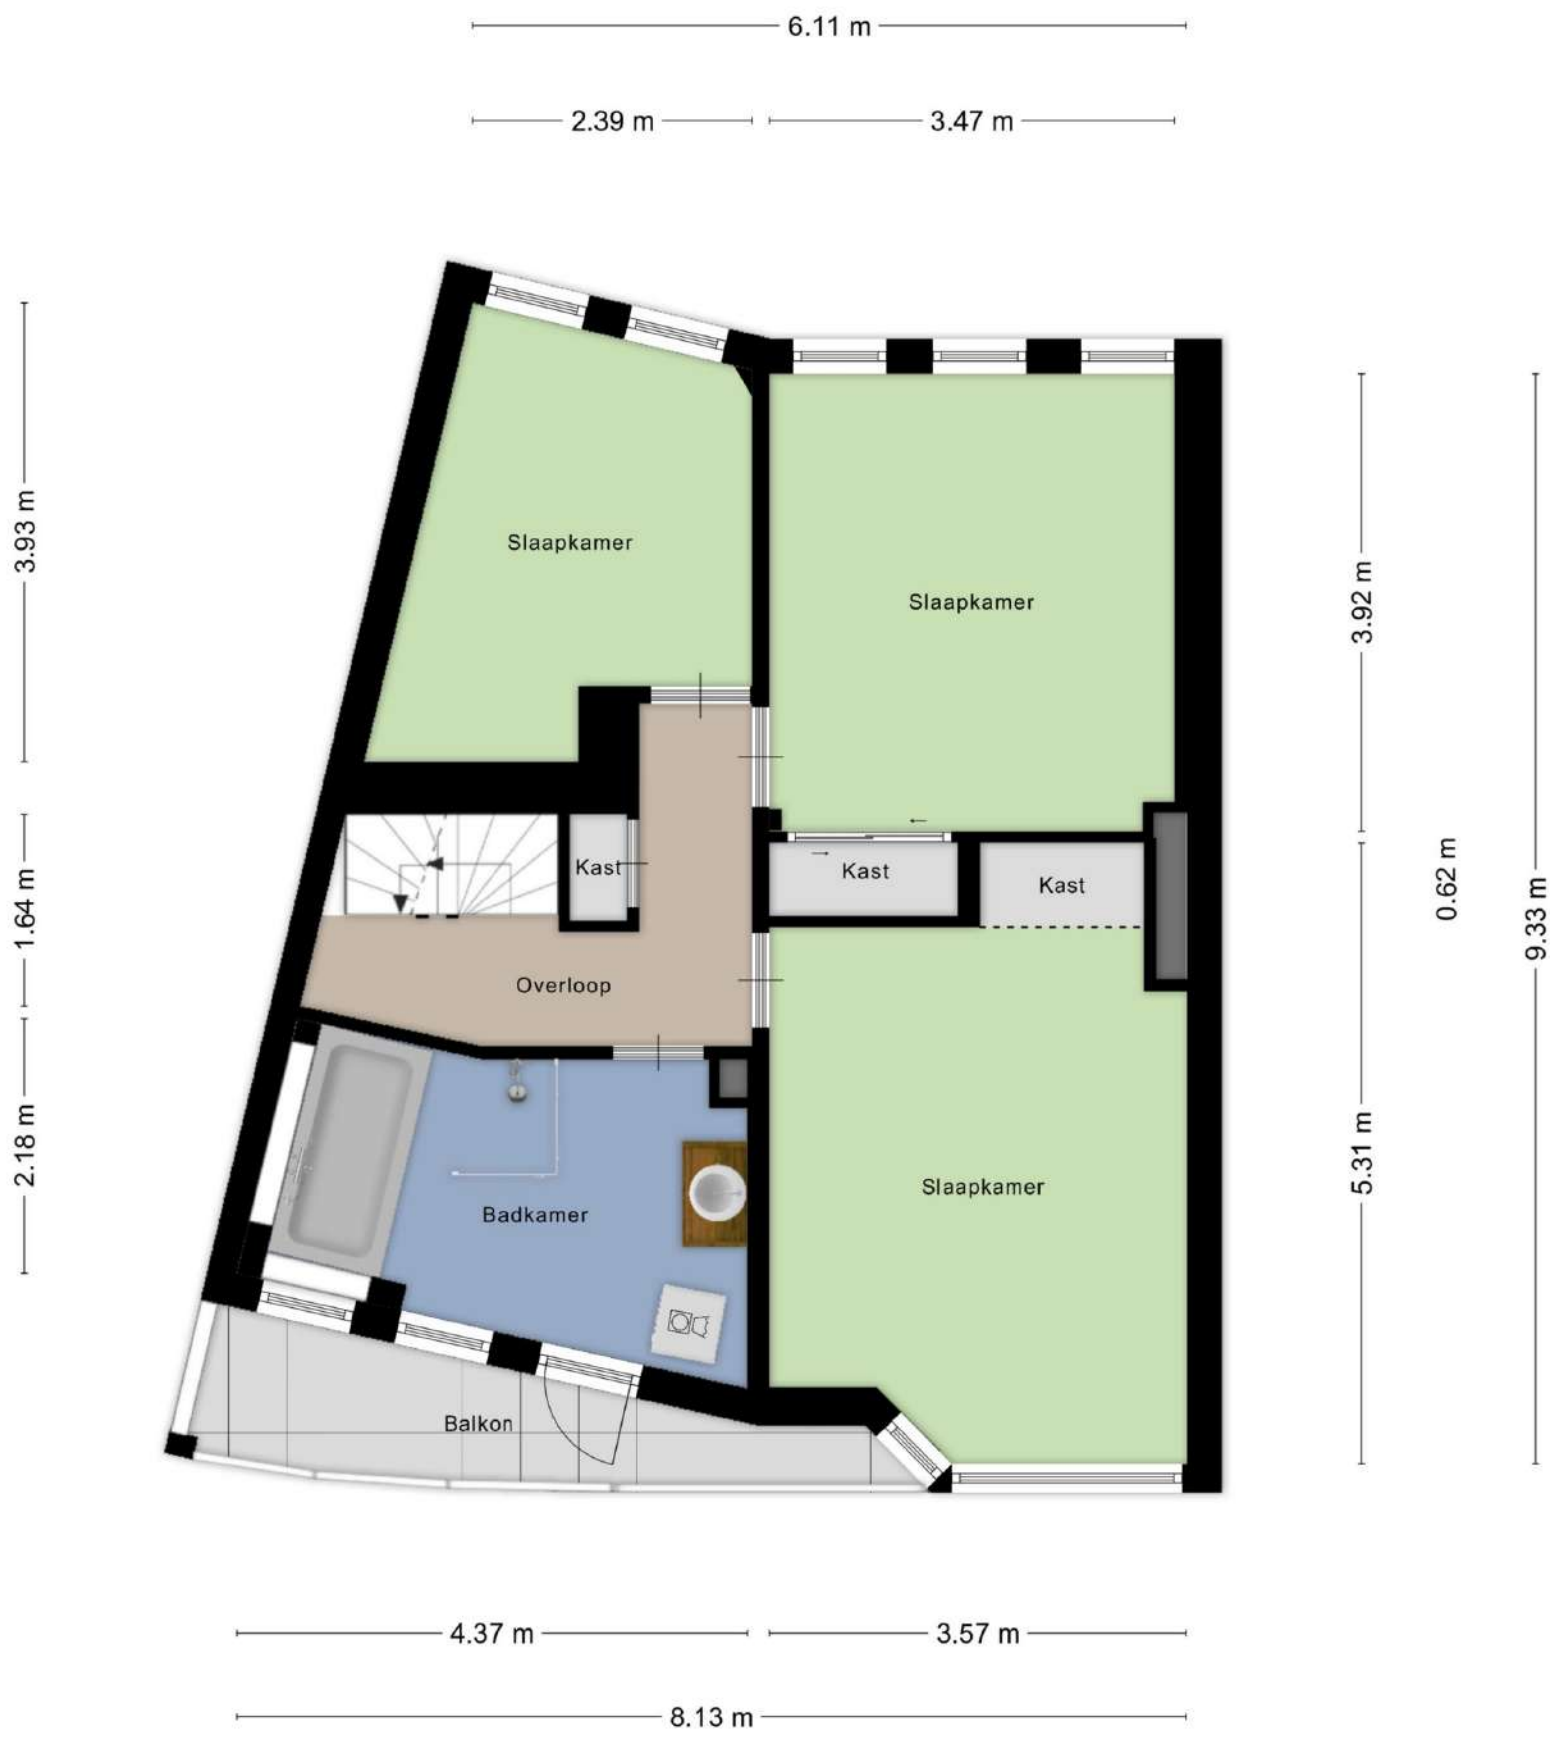 6.11 m
2.39 m
3.47 m
3.93 m
Slaapkamer
Slaapkamer
3.92 m
Kast
Kast
Kast
0.62 m
1.64 m
9.33 m
Overloop
2.18 m
5.31 m
Slaapkamer
Badkamer
Balkon
4.37 m
3.57 m
8.13 m